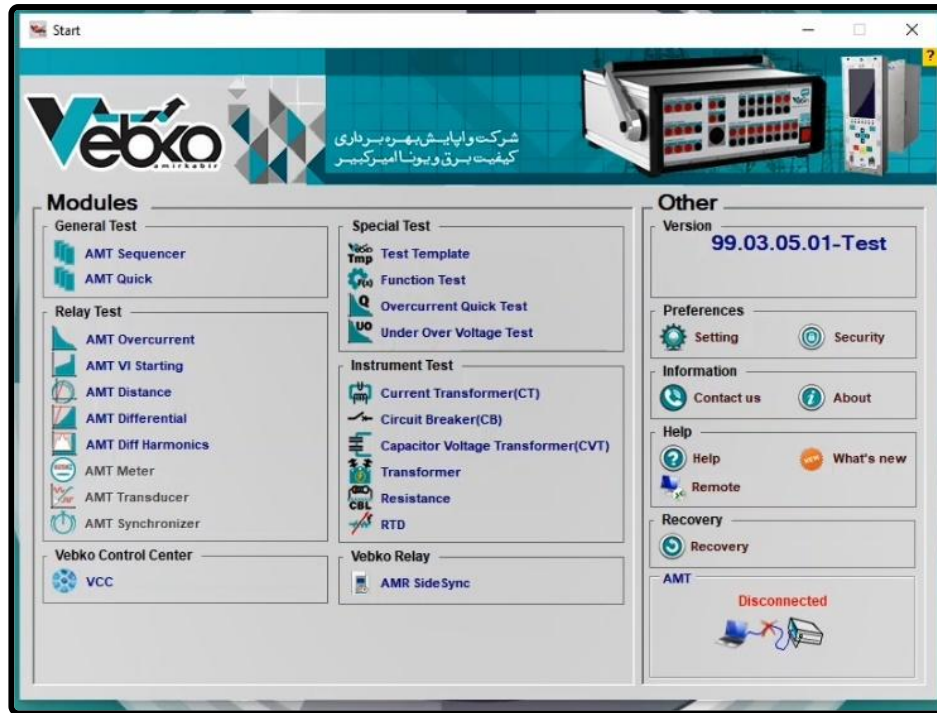 Start
?
Vebko
amirkabir
شرکت واپایش بهره‌برداری
کیفیت برق ویونا امیرکبیر
Modules
General Test
AMT Sequencer
AMT Quick
Relay Test
AMT Overcurrent
AMT VI Starting
AMT Distance
AMT Differential
AMT Diff Harmonics
AMT Meter
AMT Transducer
AMT Synchronizer
Vebko Control Center
VCC
Special Test
Tmp
Test Template
F(x)
Function Test
Q
Overcurrent Quick Test
UO
Under Over Voltage Test
Instrument Test
Current Transformer(CT)
Circuit Breaker(CB)
Capacitor Voltage Transformer(CVT)
Transformer
CBL
Resistance
RTD
Vebko Relay
AMR SideSync
Other
Version
99.03.05.01-Test
Preferences
Setting
Security
Information
Contact us
About
Help
Help
NEW
What's new
Remote
Recovery
Recovery
AMT
Disconnected